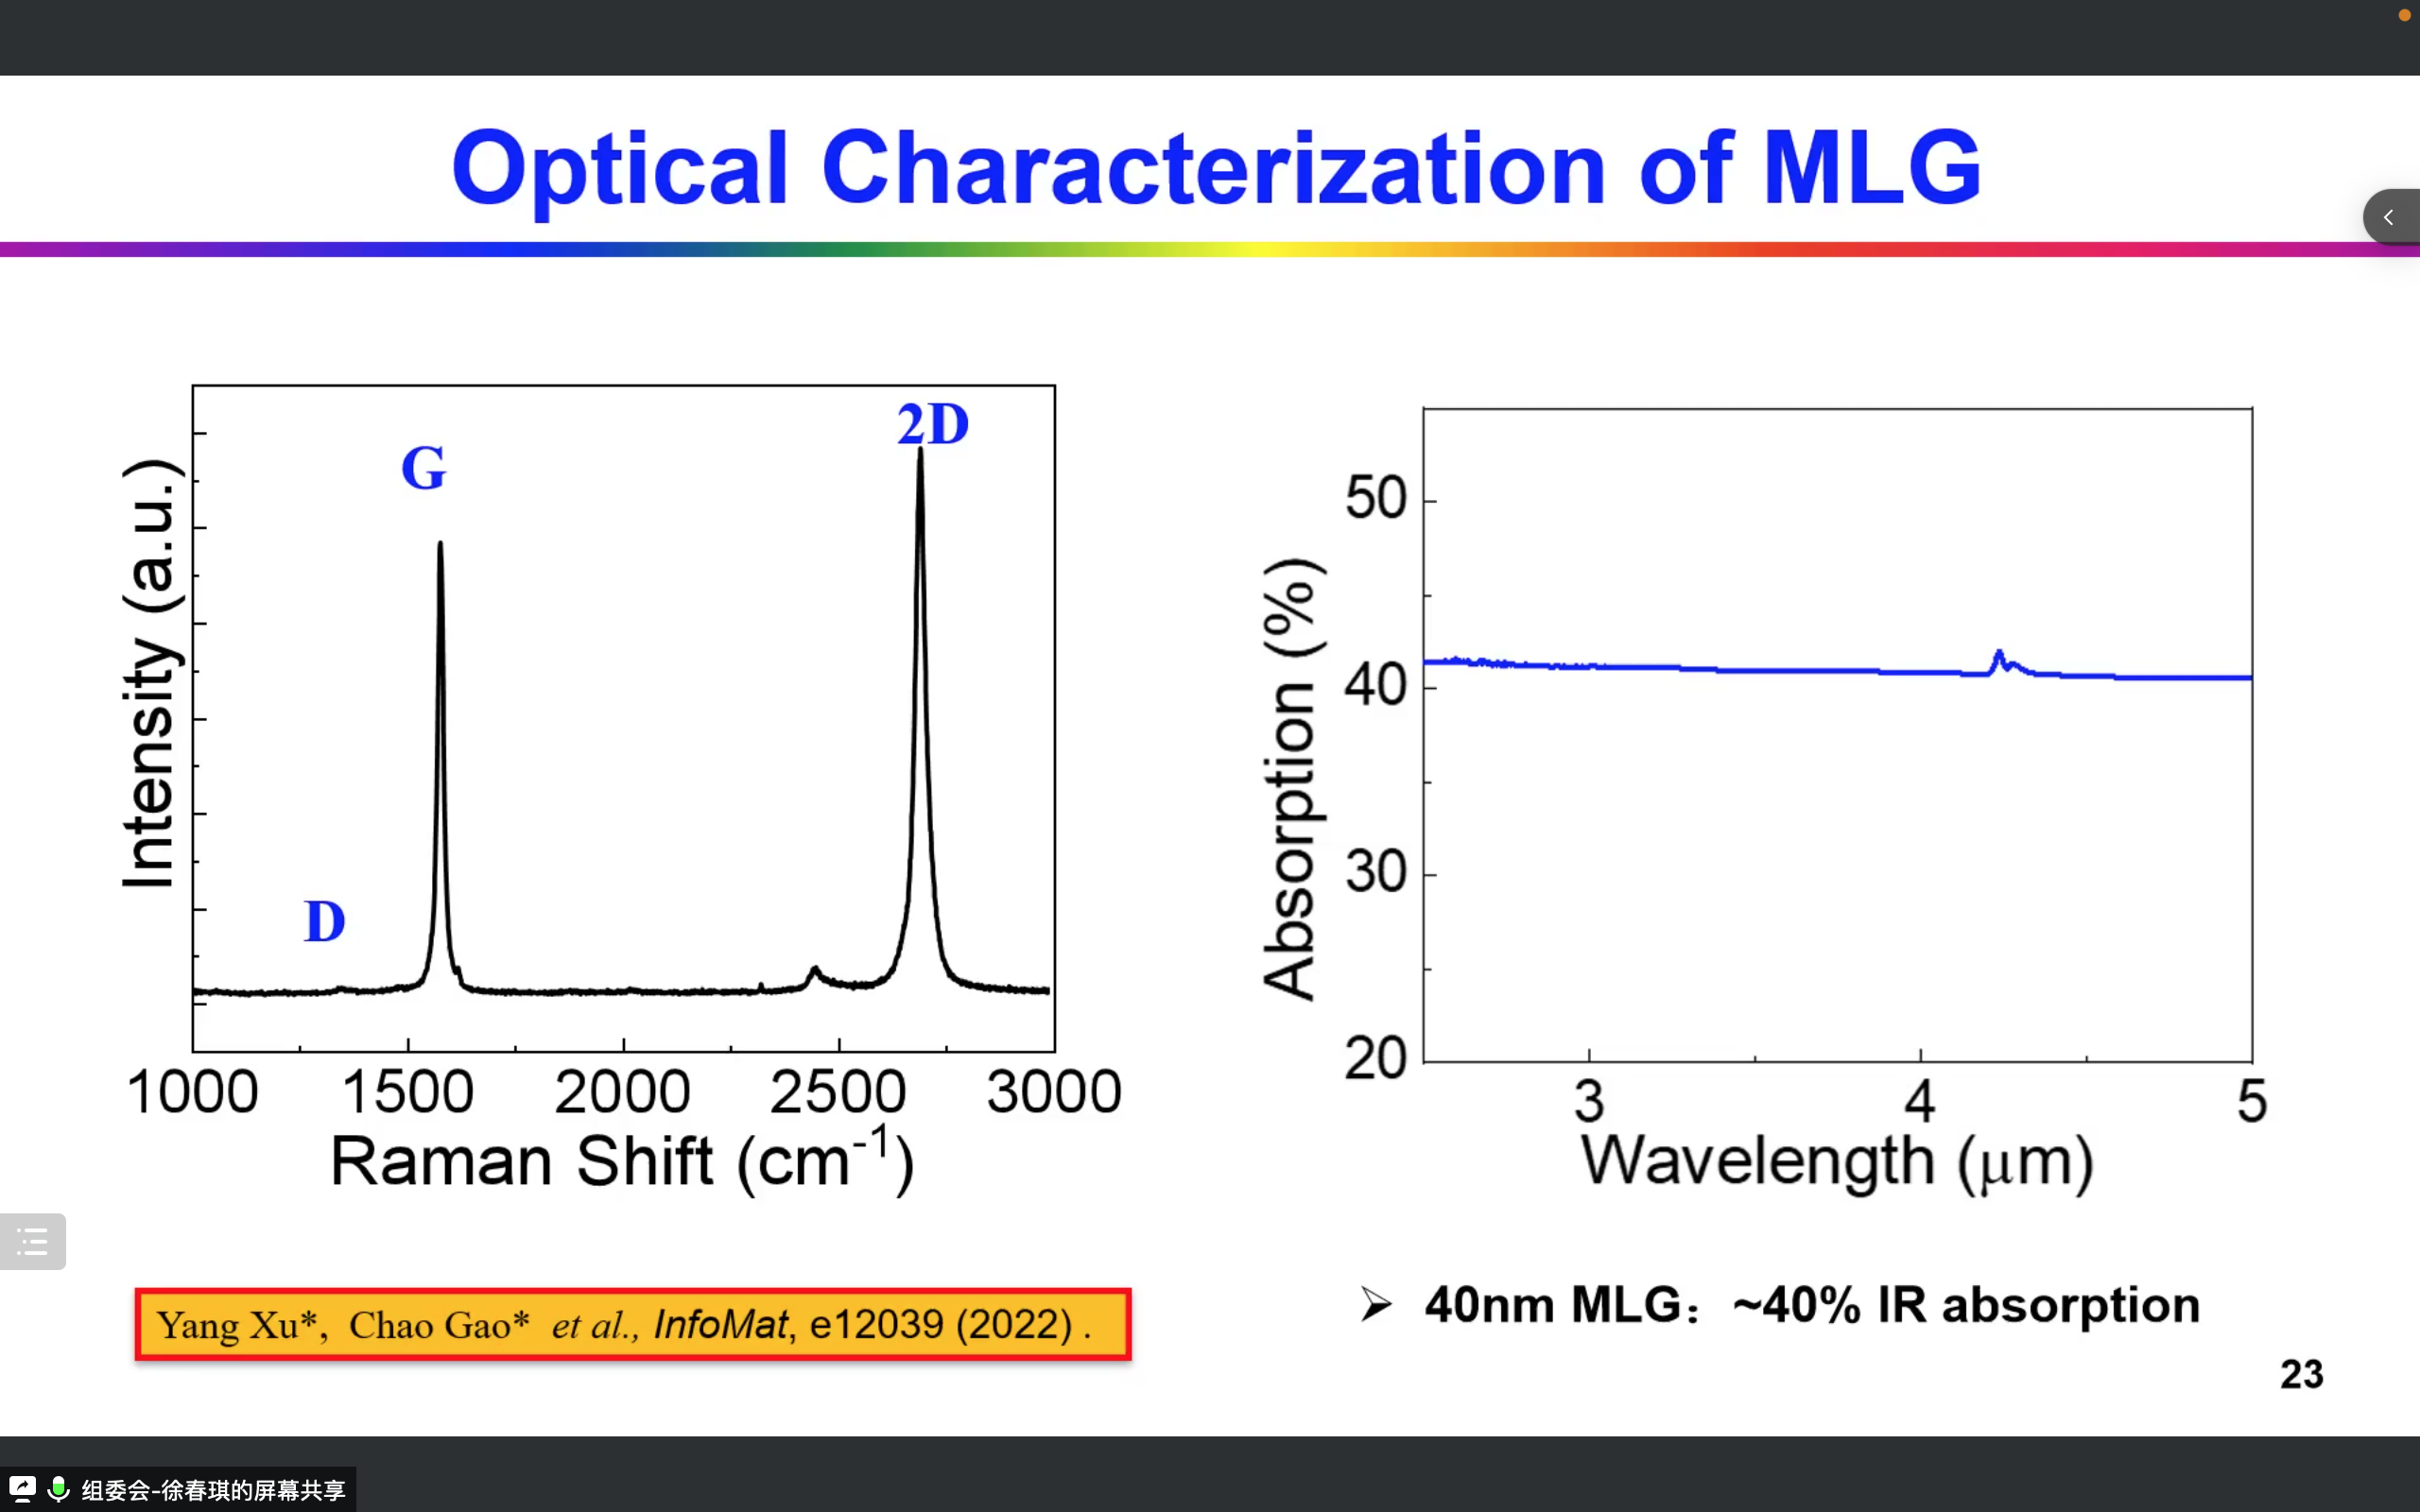 Optical Characterization of MLG
2D
G
D
Intensity (a.u.)
1000 1500 2000 2500 3000
Raman Shift (cm⁻¹)
50
40
30
20
Absorption (%)
3 4 5
Wavelength (μm)
Yang Xu*, Chao Gao* et al., InfoMat, e12039 (2022) .
➢ 40nm MLG：~40% IR absorption
23
组委会-徐春琪的屏幕共享